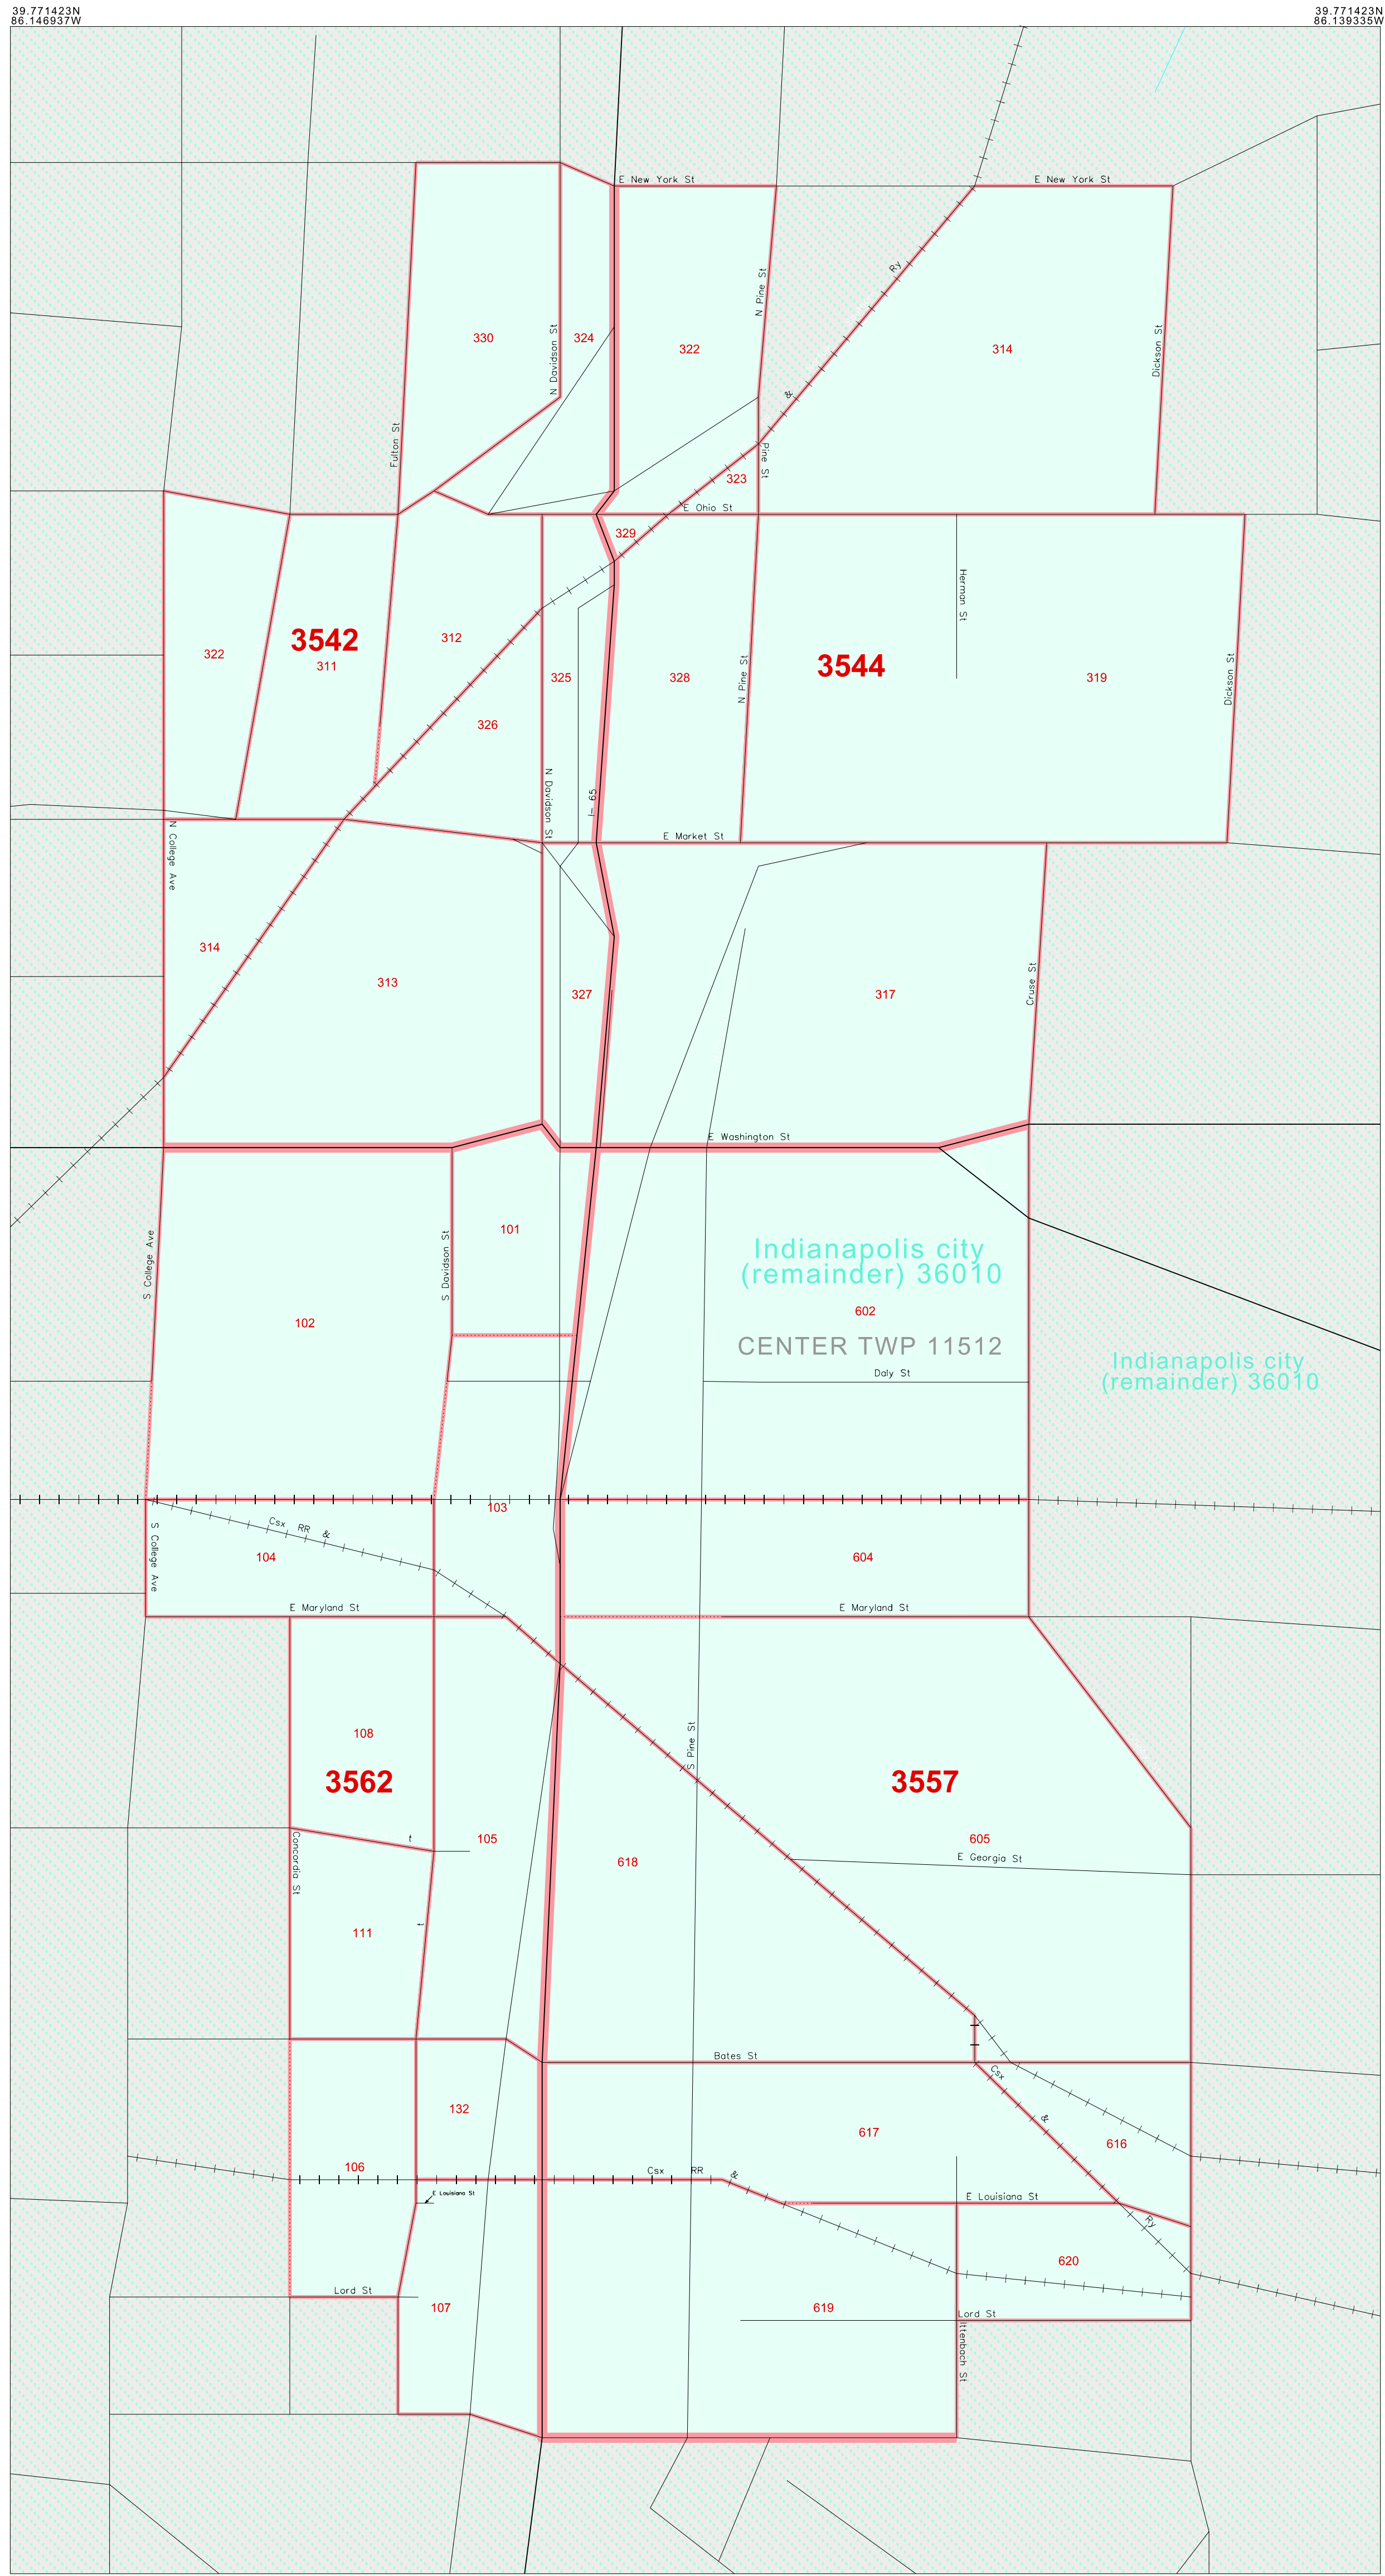 39.771423N
86.146937W
39.771423N
86.139335W
E New York St
E New York St
N Pine St
Ry
330
N Davidson St
324
322
314
Dickson St
&
Fulton St
Pine St
323
E Ohio St
329
Herman St
3542
322
311
312
325
328
N Pine St
3544
319
Dickson St
326
N Davidson St
I- 65
E Market St
N College Ave
314
313
327
317
Cruse St
E Washington St
S College Ave
S Davidson St
101
Indianapolis city
(remainder) 36010
602
102
CENTER TWP 11512
Daly St
Indianapolis city
(remainder) 36010
103
Csx RR &
S College Ave
104
604
E Maryland St
E Maryland St
108
S Pine St
3562
3557
Concordia St
t
105
605
618
E Georgia St
t
111
Bates St
Csx
&
132
617
616
106
Csx RR &
E Louisiana St
E Louisiana St
Ry
620
Lord St
107
619
Lord St
Ittenbach St